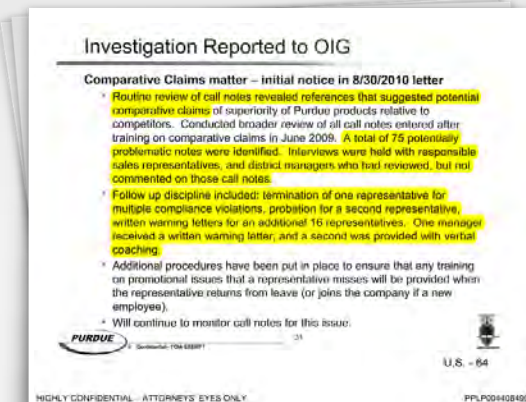 Investigation Reported to OIG
Comparative Claims matter – initial notice in 8/30/2010 letter
• Routine review of call notes revealed references that suggested potential
comparative claims of superiority of Purdue products relative to
competitors. Conducted broader review of all call notes entered after
training on comparative claims in June 2009. A total of 75 potentially
problematic notes were identified. Interviews were held with responsible
sales representatives, and district managers who had reviewed, but not
commented on those call notes.
• Follow up discipline included: termination of one representative for
multiple compliance violations, probation for a second representative,
written warning letters for an additional 16 representatives. One manager
received a written warning letter, and a second was provided with verbal
coaching.
• Additional procedures have been put in place to ensure that any training
on promotional issues that a representative misses will be provided when
the representative returns from leave (or joins the company if a new
employee).
• Will continue to monitor call notes for this issue.
PURDUE
U.S. - 64
HIGHLY CONFIDENTIAL – ATTORNEYS' EYES ONLY